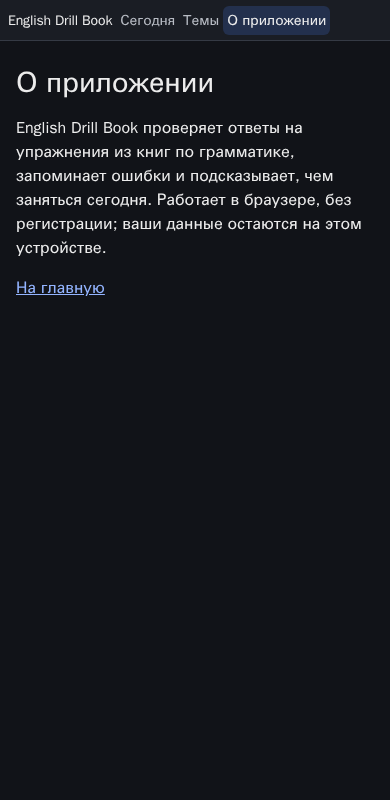 English Drill Book Сегодня Темы О приложении
О приложении
English Drill Book проверяет ответы на
упражнения из книг по грамматике,
запоминает ошибки и подсказывает, чем
заняться сегодня. Работает в браузере, без
регистрации; ваши данные остаются на этом
устройстве.
На главную